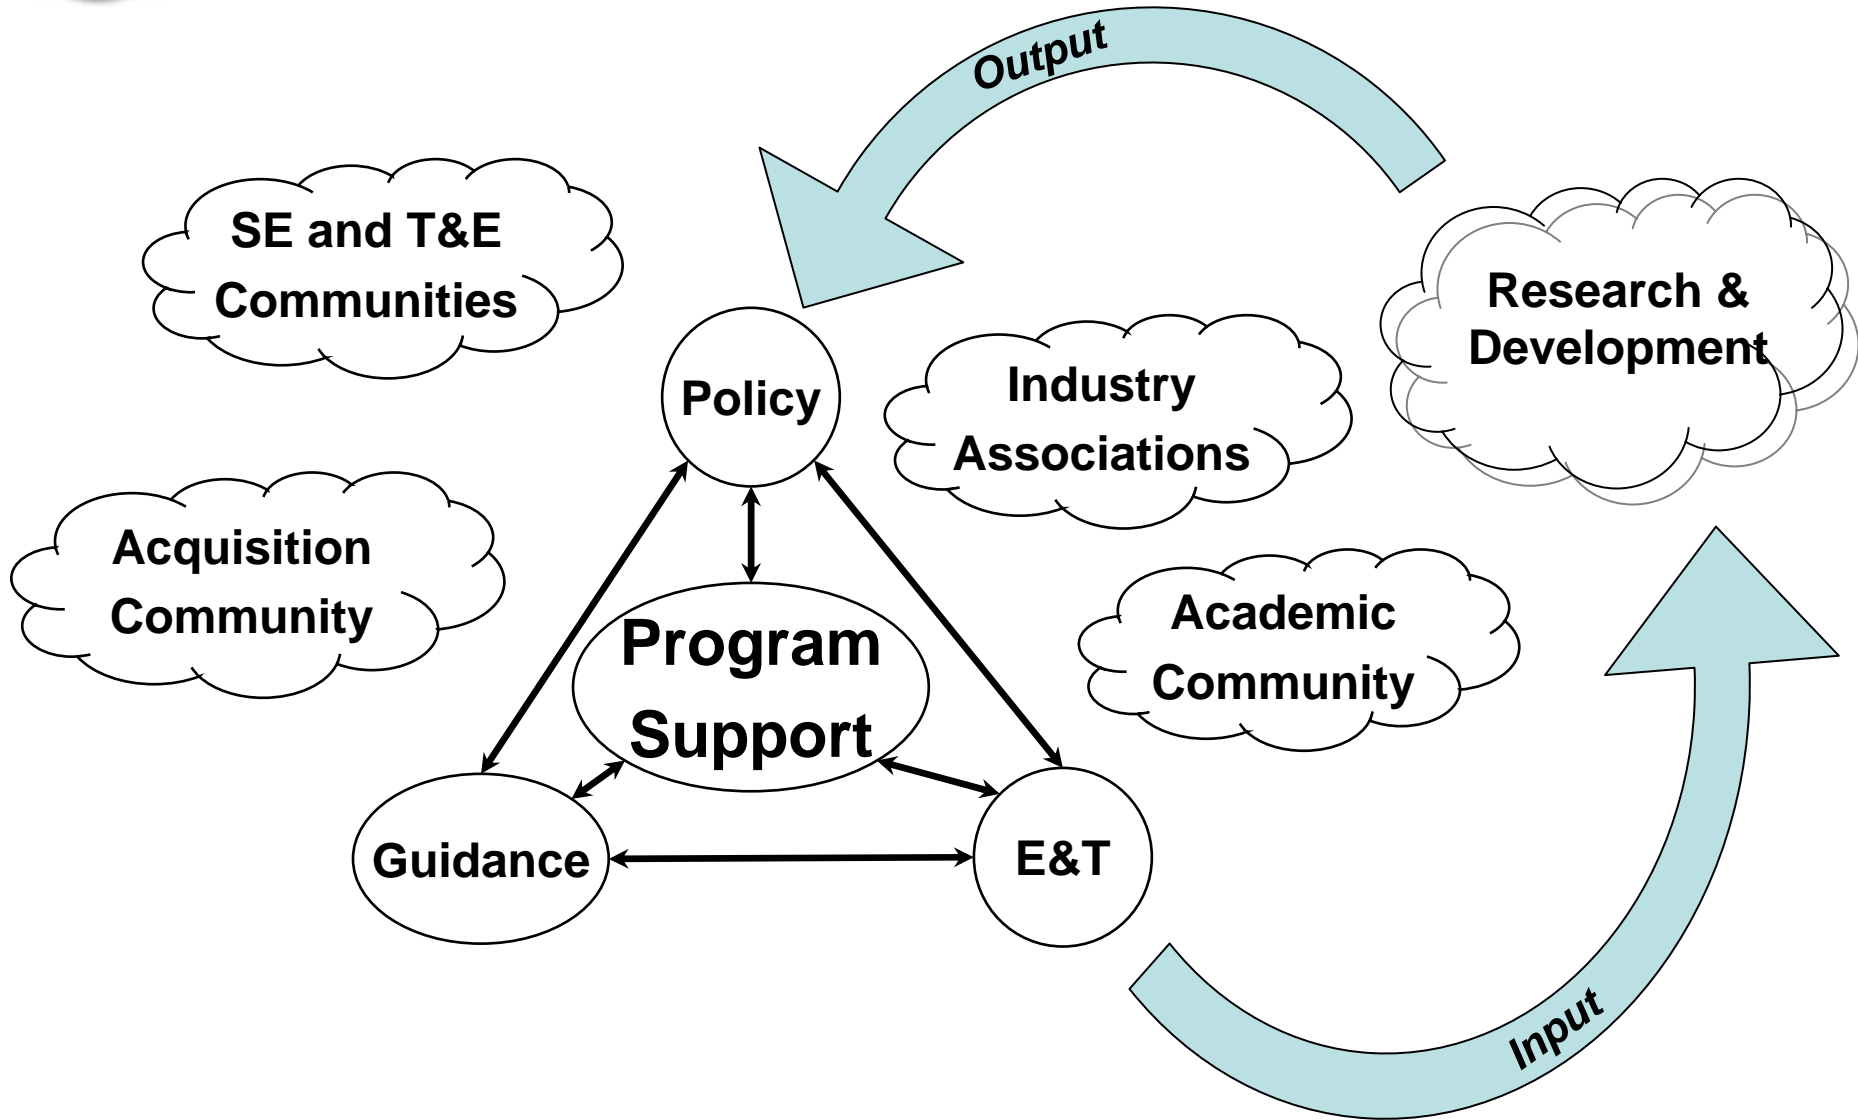 Output
SE and T&E
Communities
Research &
Development
Policy
Industry
Associations
Acquisition
Community
Academic
Community
Program
Support
Guidance
E&T
Input